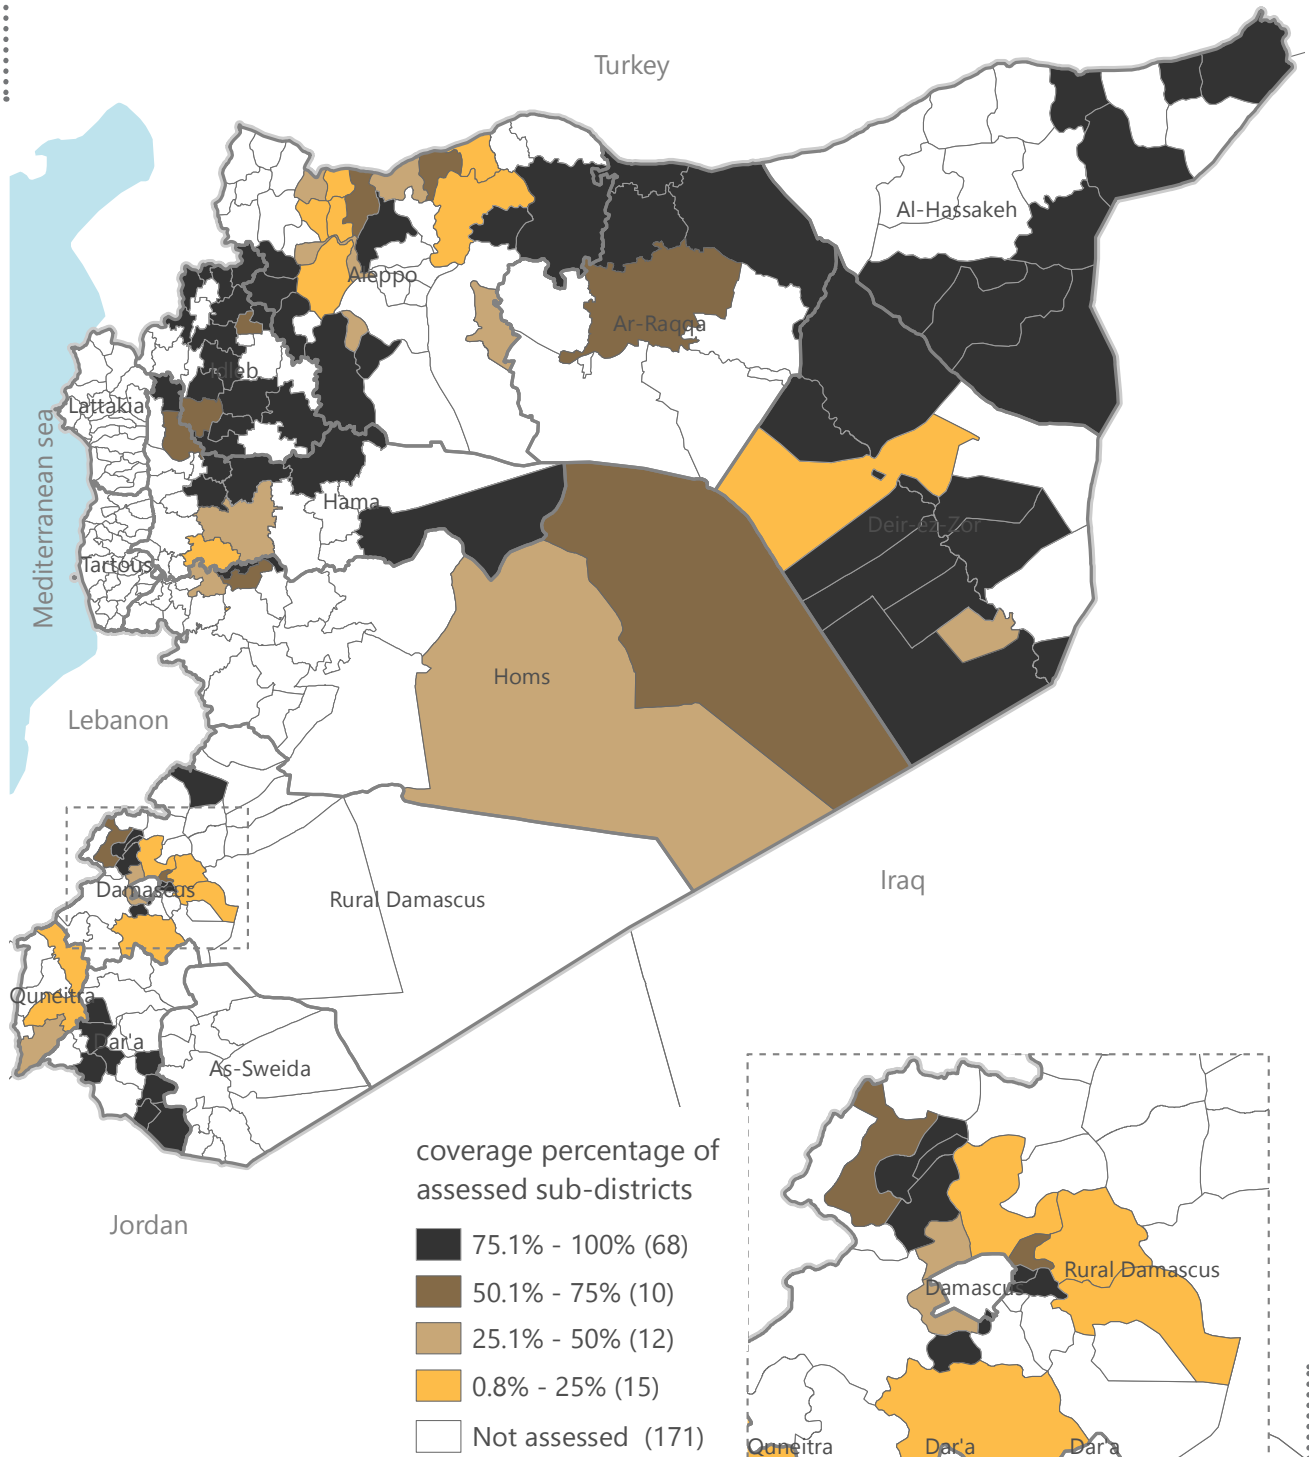 Turkey
Al-Hassakeh
Aleppo
Ar-Raqqa
Idleb
Lattakia
Mediterranean sea
Hama
Deir-ez-Zor
Tartous
Homs
Lebanon
Iraq
Damascus
Rural Damascus
Quneitra
Dar'a
As-Sweida
Jordan
coverage percentage of
assessed sub-districts
75.1% - 100% (68)
50.1% - 75% (10)
25.1% - 50% (12)
0.8% - 25% (15)
Not assessed (171)
Rural Damascus
Damascus
Quneitra
Dar'a
Dar'a